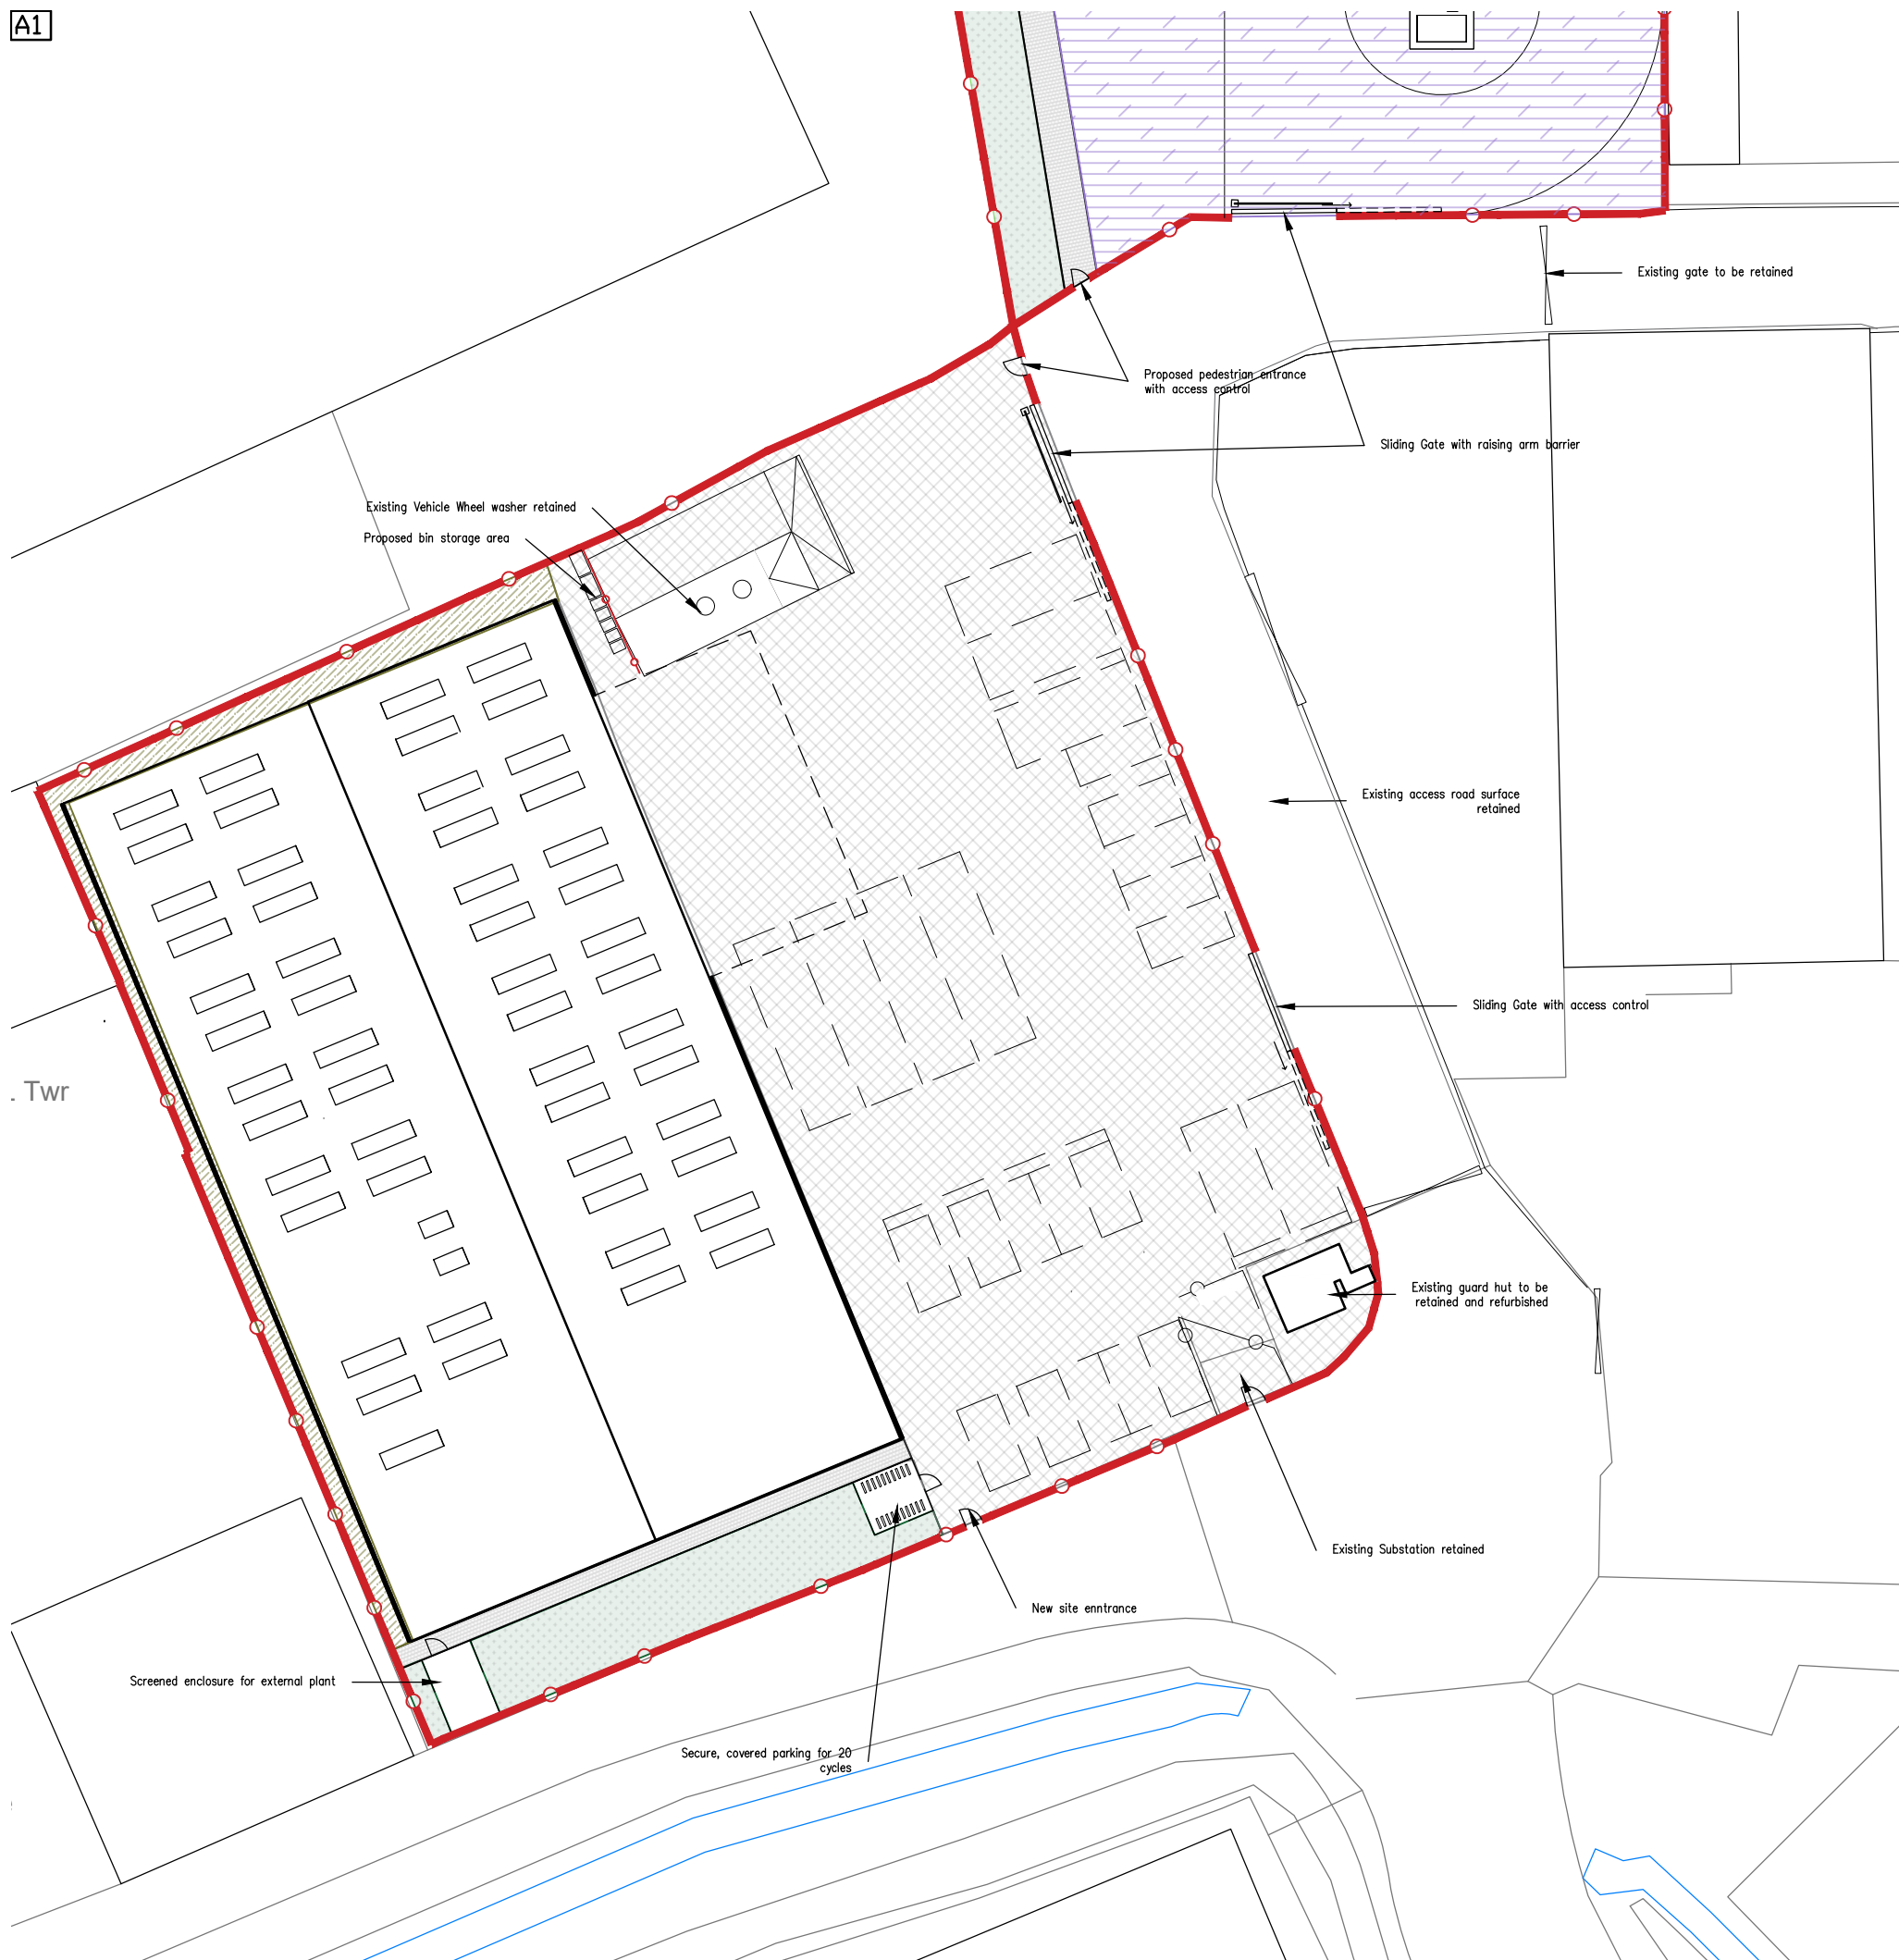 A1
Existing gate to be retained
Proposed pedestrian entrance
with access control
Sliding Gate with raising arm barrier
Existing Vehicle Wheel washer retained
Proposed bin storage area
Existing access road surface
retained
Sliding Gate with access control
. Twr
Existing guard hut to be
retained and refurbished
Existing Substation retained
New site enntrance
Screened enclosure for external plant
Secure, covered parking for 20
cycles